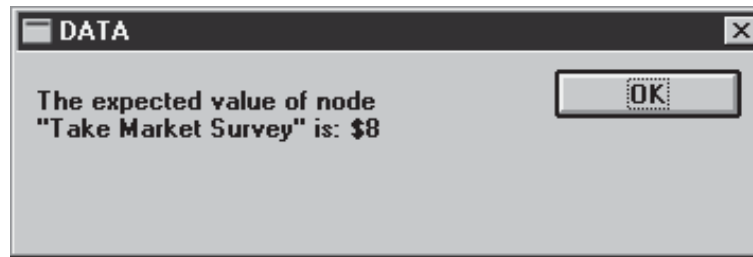 DATA
The expected value of node
"Take Market Survey" is: $8
OK